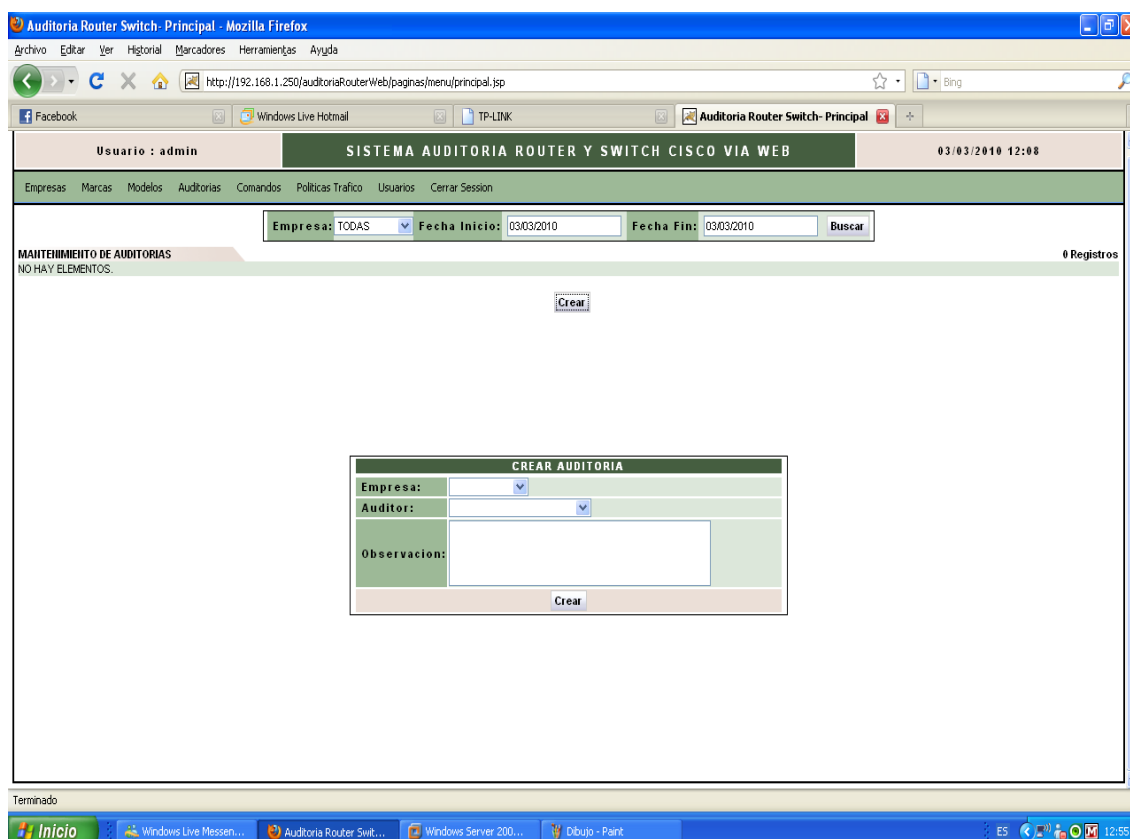 Auditoria Router Switch- Principal - Mozilla Firefox
Archivo Editar Ver Historial Marcadores Herramientas Ayuda
http://192.168.1.250/auditoriaRouterWeb/paginas/menu/principal.jsp
Bing
Facebook
Windows Live Hotmail
TP-LINK
Auditoria Router Switch- Principal
Usuario : admin
SISTEMA AUDITORIA ROUTER Y SWITCH CISCO VIA WEB
03/03/2010 12:08
Empresas Marcas Modelos Auditorias Comandos Politicas Trafico Usuarios Cerrar Session
Empresa: TODAS Fecha Inicio: 03/03/2010 Fecha Fin: 03/03/2010 Buscar
MANTENIMIENTO DE AUDITORIAS
0 Registros
NO HAY ELEMENTOS.
Crear
CREAR AUDITORIA
Empresa:
Auditor:
Observacion:
Crear
Terminado
Inicio
Windows Live Messen...
Auditoria Router Swit...
Windows Server 200...
Dibujo - Paint
ES
12:55